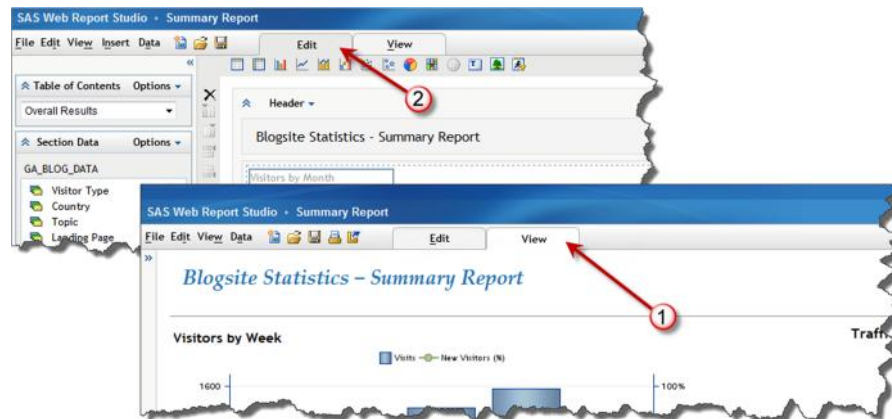 SAS Web Report Studio • Summary Report
File Edit View Insert Data Edit View
Table of Contents Options
Overall Results
Section Data Options
GA_BLOG_DATA
Visitor Type
Country
Topic
Landing Page
Header
2
Blogsite Statistics - Summary Report
Visitors by Month
SAS Web Report Studio • Summary Report
File Edit View Data Edit View
Blogsite Statistics – Summary Report
1
Visitors by Week
Visits New Visitors (%)
1600
100%